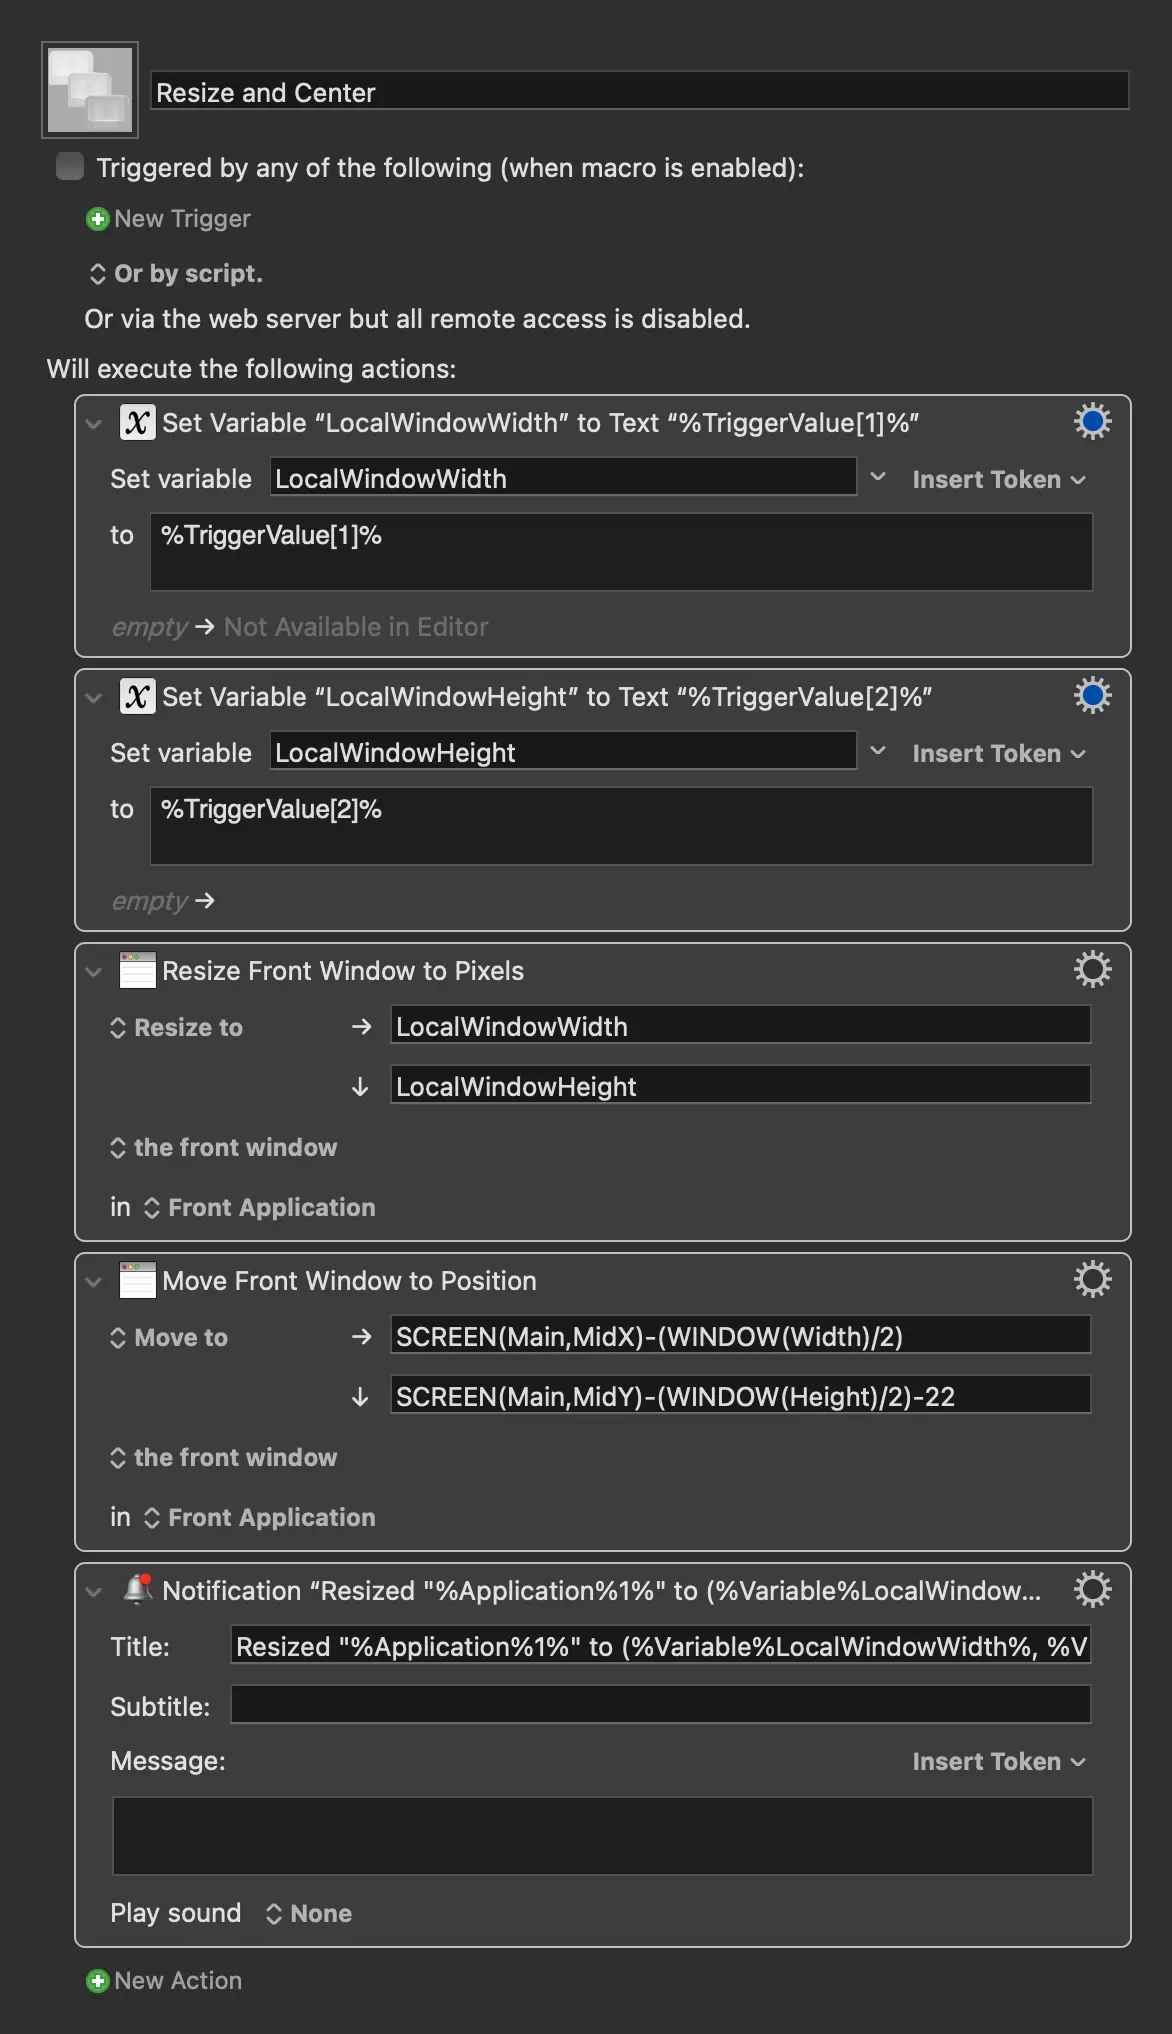 Resize and Center
Triggered by any of the following (when macro is enabled):
New Trigger
Or by script.
Or via the web server but all remote access is disabled.
Will execute the following actions:
Set Variable “LocalWindowWidth” to Text “%TriggerValue[1]%”
Set variable LocalWindowWidth Insert Token
to %TriggerValue[1]%
empty → Not Available in Editor
Set Variable “LocalWindowHeight” to Text “%TriggerValue[2]%”
Set variable LocalWindowHeight Insert Token
to %TriggerValue[2]%
empty →
Resize Front Window to Pixels
Resize to → LocalWindowWidth
↓ LocalWindowHeight
the front window
in Front Application
Move Front Window to Position
Move to → SCREEN(Main,MidX)-(WINDOW(Width)/2)
↓ SCREEN(Main,MidY)-(WINDOW(Height)/2)-22
the front window
in Front Application
Notification “Resized "%Application%1%" to (%Variable%LocalWindow...
Title: Resized "%Application%1%" to (%Variable%LocalWindowWidth%, %V
Subtitle:
Message: Insert Token
Play sound None
New Action